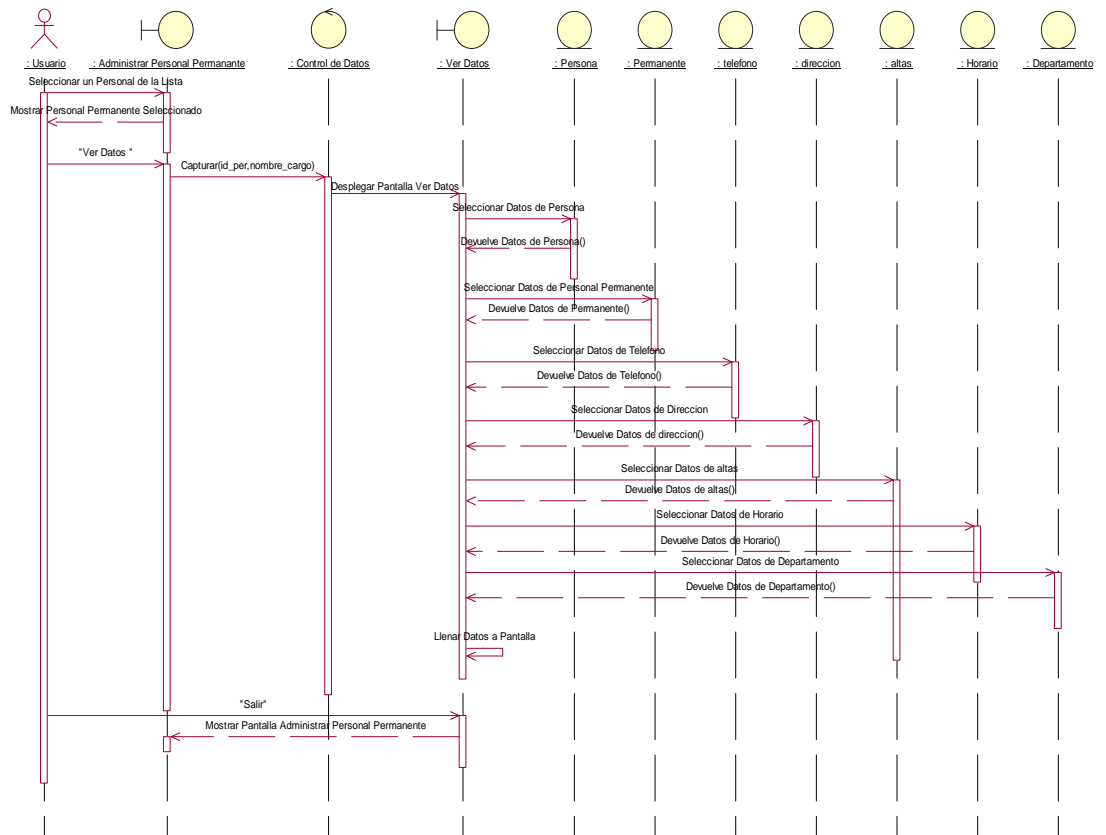 : Usuario
: Administrar Personal Permanante
: Control de Datos
: Ver Datos
: Persona
: Permanente
: telefono
: direccion
: altas
: Horario
: Departamento
Seleccionar un Personal de la Lista
Mostrar Personal Permanente Seleccionado
"Ver Datos "
Capturar(id_per,nombre_cargo)
Desplegar Pantalla Ver Datos
Seleccionar Datos de Persona
Devuelve Datos de Persona()
Seleccionar Datos de Personal Permanente
Devuelve Datos de Permanente()
Seleccionar Datos de Telefono
Devuelve Datos de Telefono()
Seleccionar Datos de Direccion
Devuelve Datos de direccion()
Seleccionar Datos de altas
Devuelve Datos de altas()
Seleccionar Datos de Horario
Devuelve Datos de Horario()
Seleccionar Datos de Departamento
Devuelve Datos de Departamento()
Llenar Datos a Pantalla
"Salir"
Mostrar Pantalla Administrar Personal Permanente